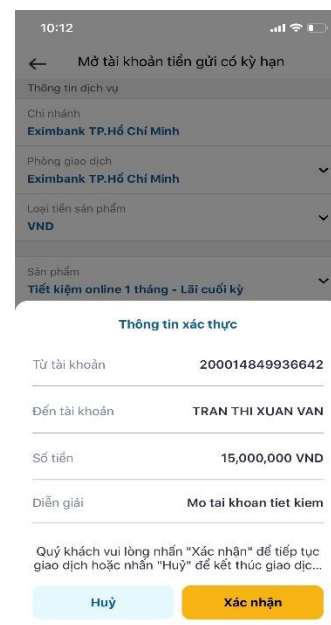 10:12
Mở tài khoản tiền gửi có kỳ hạn
Thông tin dịch vụ
Chi nhánh
Eximbank TP.Hồ Chí Minh
Phòng giao dịch
Eximbank TP.Hồ Chí Minh
Loại tiền sản phẩm
VND
Sản phẩm
Tiết kiệm online 1 tháng - Lãi cuối kỳ
Thông tin xác thực
Từ tài khoản 200014849936642
Đến tài khoản TRAN THI XUAN VAN
Số tiền 15,000,000 VND
Diễn giải Mo tai khoan tiet kiem
Quý khách vui lòng nhấn "Xác nhận" để tiếp tục
giao dịch hoặc nhấn "Huỷ" để kết thúc giao dịc...
Huỷ Xác nhận